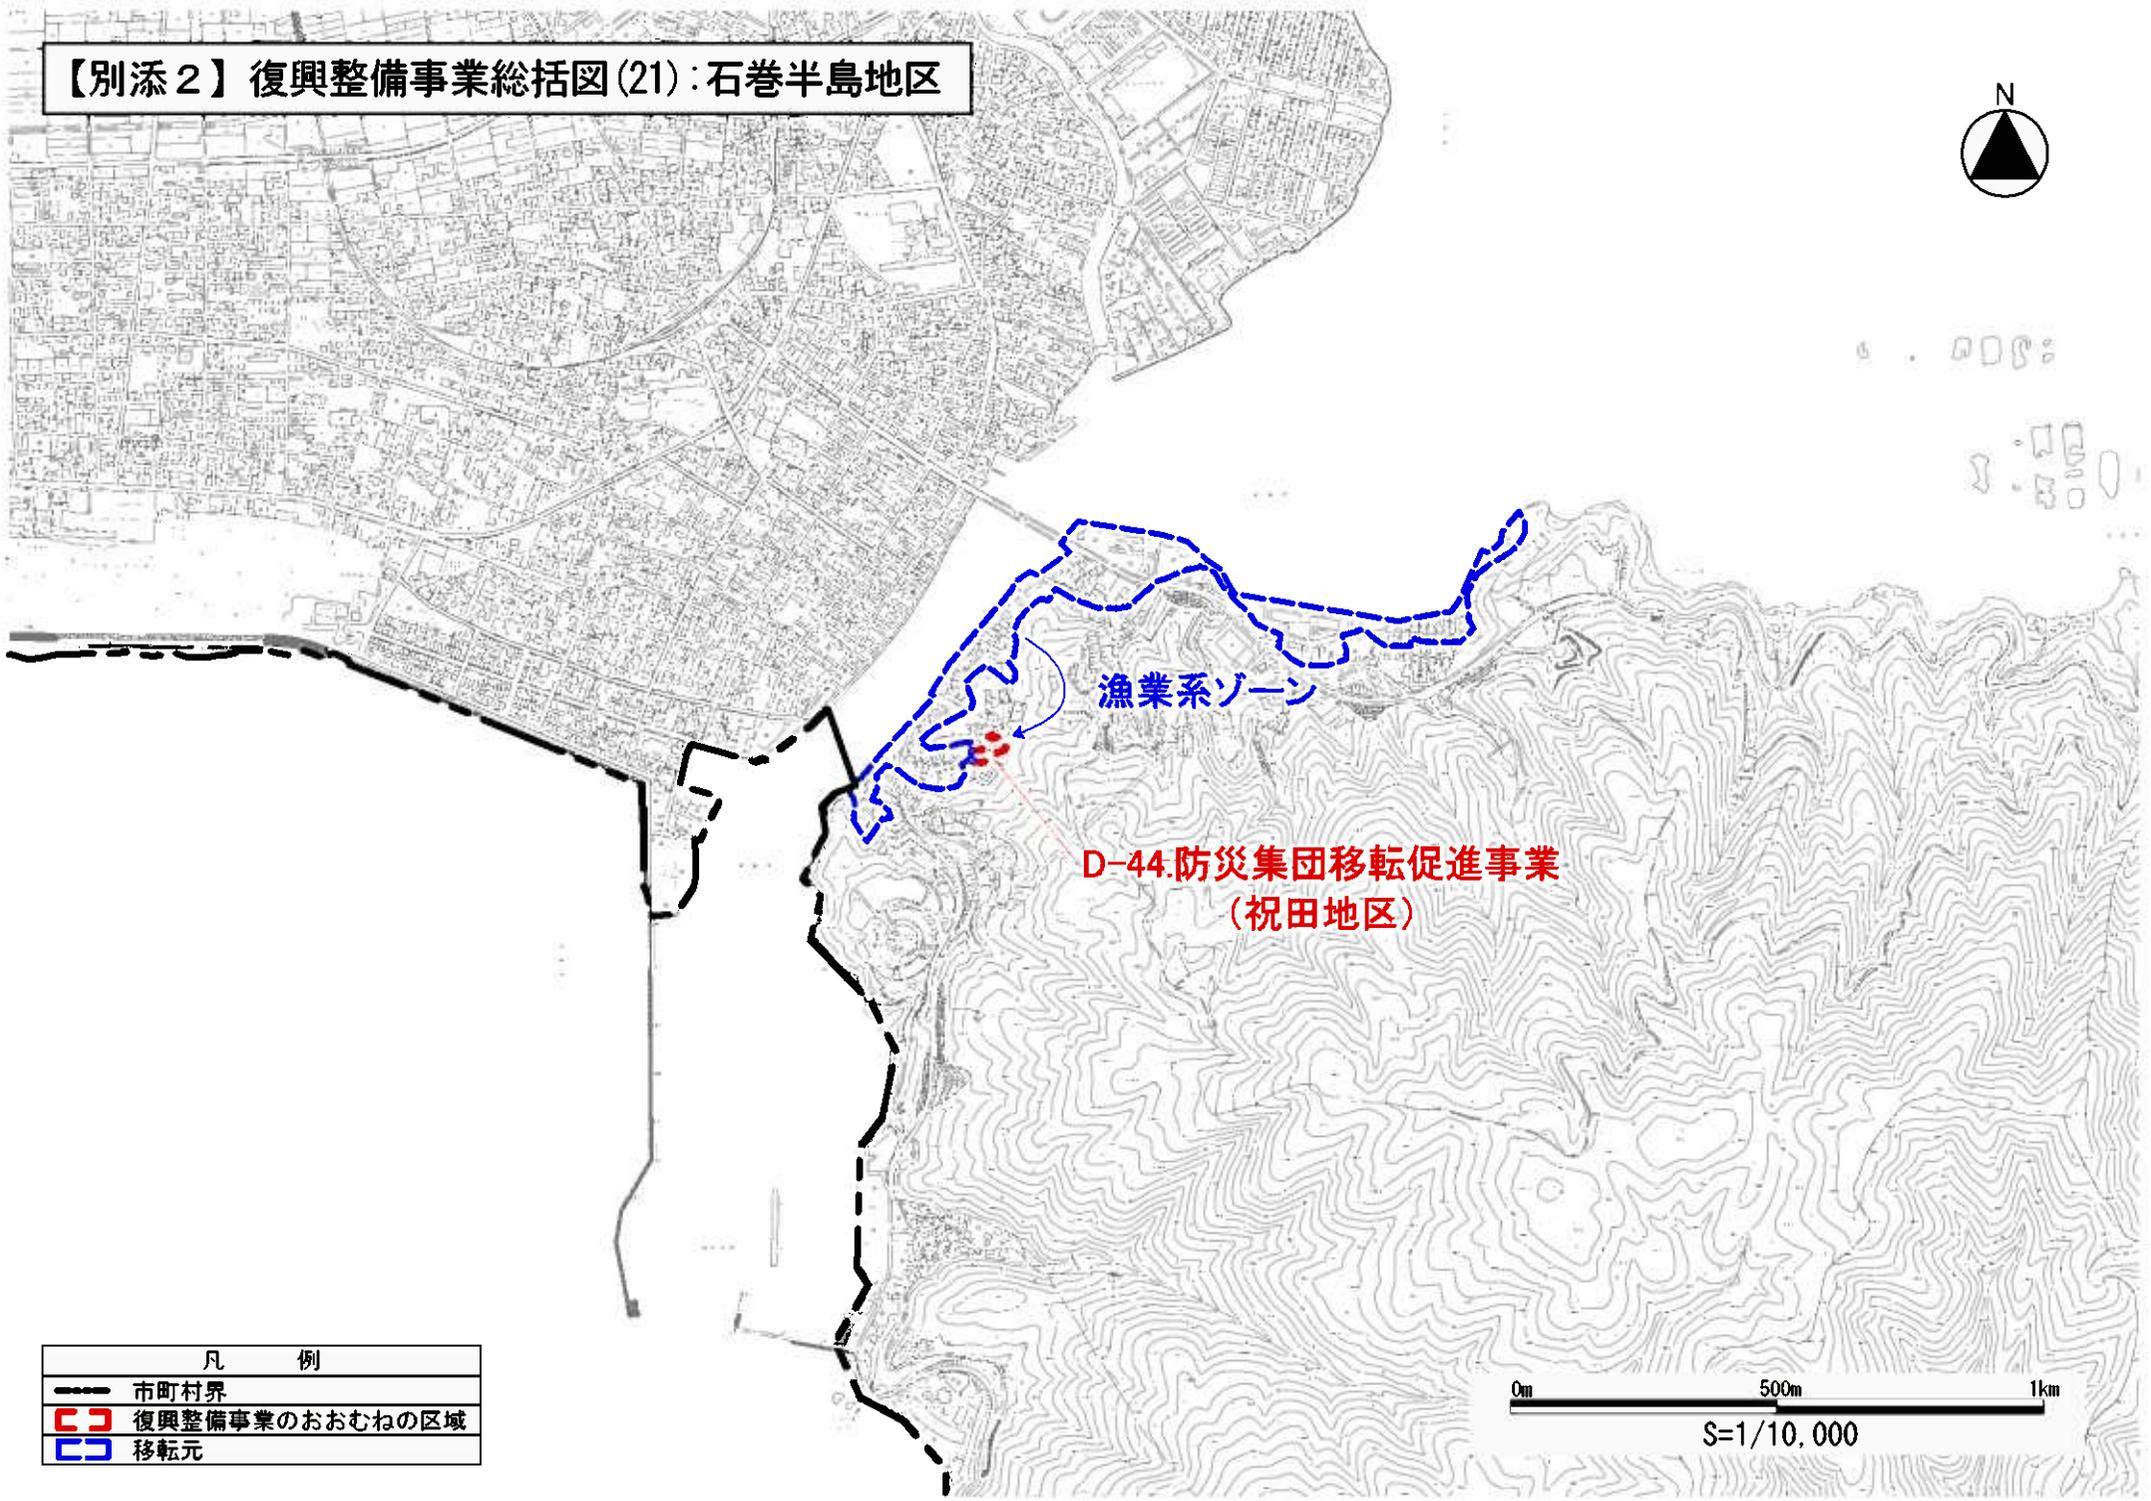 【別添２】復興整備事業総括図(21):石巻半島地区
N
漁業系ゾーン
D-44.防災集団移転促進事業
(祝田地区)
凡 例
市町村界
復興整備事業のおおむねの区域
移転元
0m 500m 1km
S=1/10,000